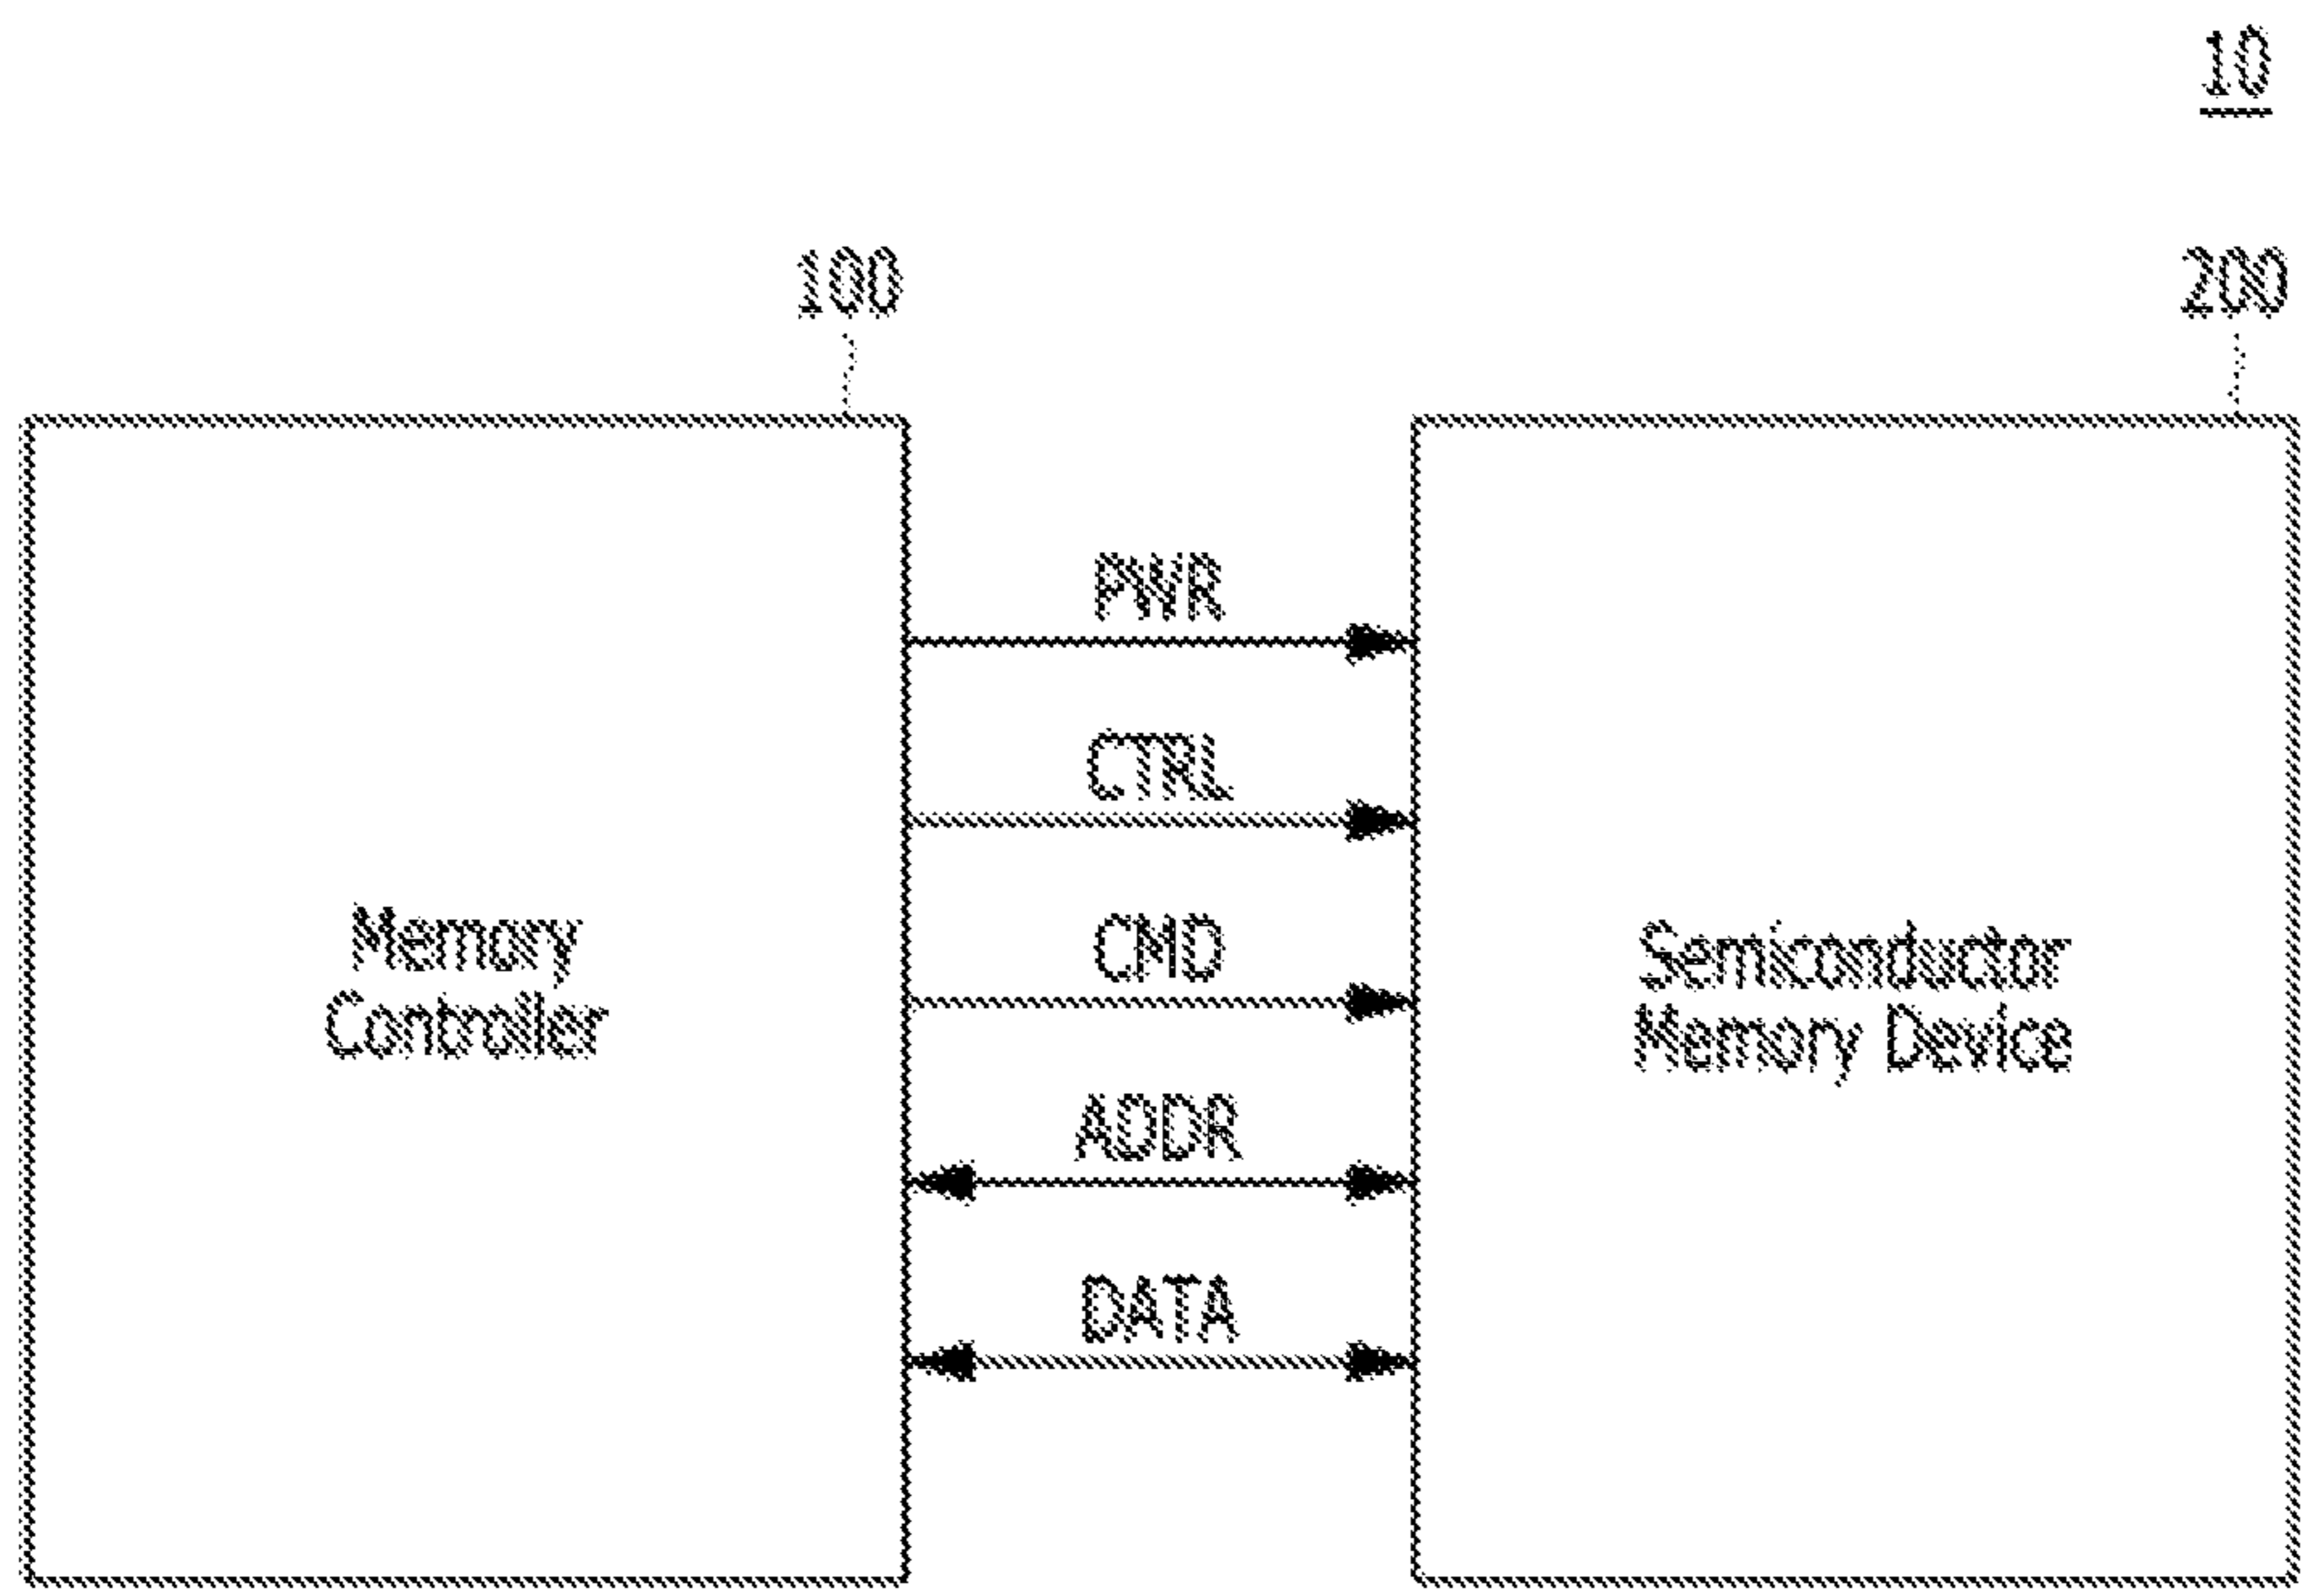 10
100
200
PWR
CTRL
CMD
ADDR
DATA
Memory
Controller
Semiconductor
Memory Device